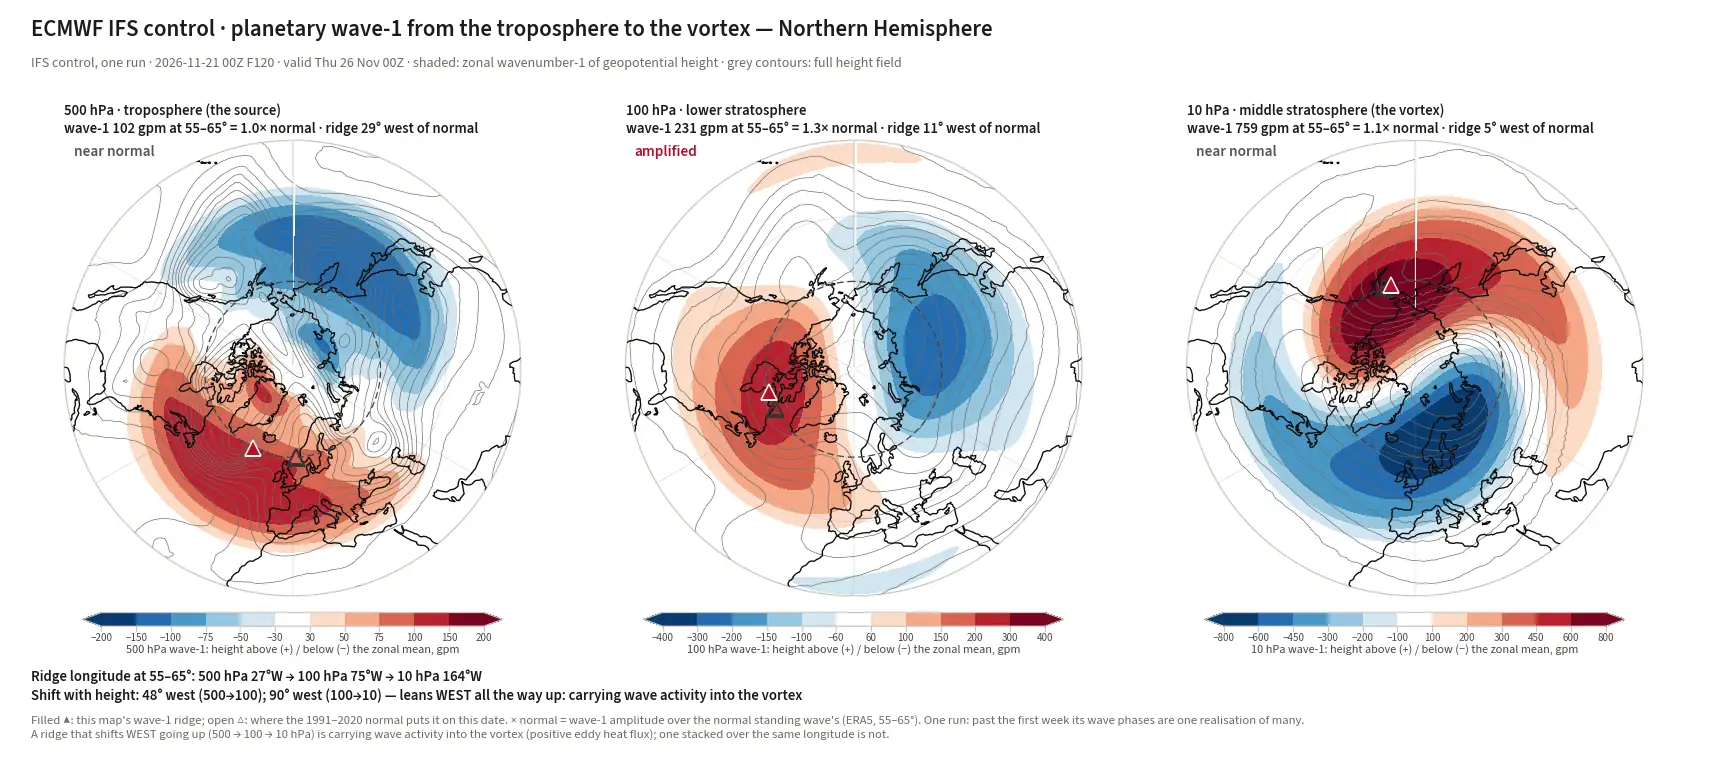 ECMWF IFS control · planetary wave-1 from the troposphere to the vortex — Northern Hemisphere
IFS control, one run · 2026-11-21 00Z F120 · valid Thu 26 Nov 00Z · shaded: zonal wavenumber-1 of geopotential height · grey contours: full height field
500 hPa · troposphere (the source)
wave-1 102 gpm at 55–65° = 1.0× normal · ridge 29° west of normal
near normal
100 hPa · lower stratosphere
wave-1 231 gpm at 55–65° = 1.3× normal · ridge 11° west of normal
amplified
10 hPa · middle stratosphere (the vortex)
wave-1 759 gpm at 55–65° = 1.1× normal · ridge 5° west of normal
near normal
−200 −150 −100 −75 −50 −30 30 50 75 100 150 200
500 hPa wave-1: height above (+) / below (−) the zonal mean, gpm
−400 −300 −200 −150 −100 −60 60 100 150 200 300 400
100 hPa wave-1: height above (+) / below (−) the zonal mean, gpm
−800 −600 −450 −300 −200 −100 100 200 300 450 600 800
10 hPa wave-1: height above (+) / below (−) the zonal mean, gpm
Ridge longitude at 55–65°: 500 hPa 27°W → 100 hPa 75°W → 10 hPa 164°W
Shift with height: 48° west (500→100); 90° west (100→10) — leans WEST all the way up: carrying wave activity into the vortex
Filled ▲: this map's wave-1 ridge; open △: where the 1991–2020 normal puts it on this date. × normal = wave-1 amplitude over the normal standing wave's (ERA5, 55–65°). One run: past the first week its wave phases are one realisation of many.
A ridge that shifts WEST going up (500 → 100 → 10 hPa) is carrying wave activity into the vortex (positive eddy heat flux); one stacked over the same longitude is not.